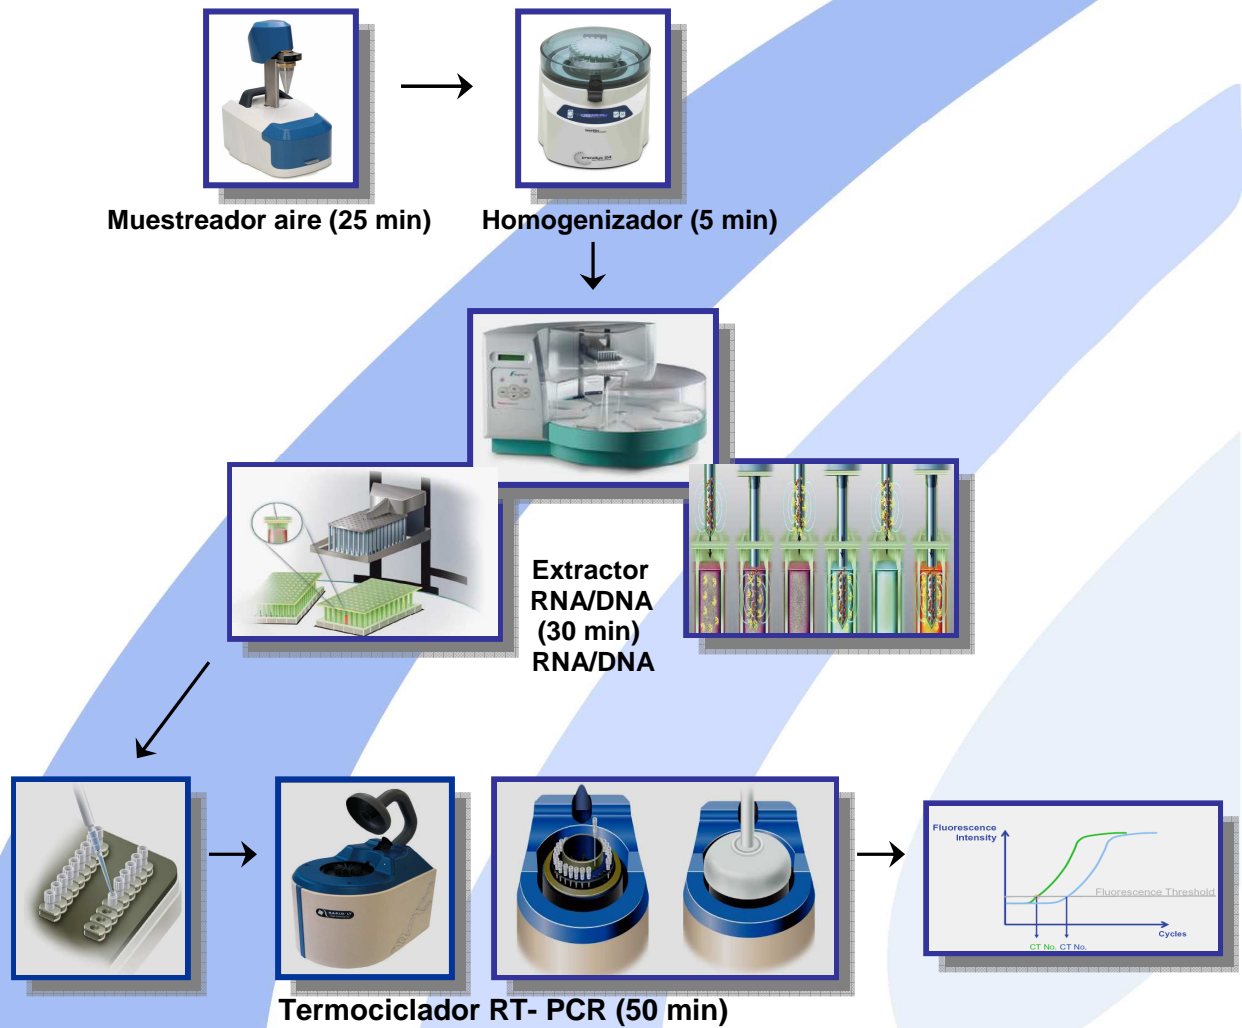 Muestreador aire (25 min)
Homogenizador (5 min)
Extractor
RNA/DNA
(30 min)
RNA/DNA
Fluorescence
Intensity
Fluorescence Threshold
Cycles
CT No. CT No.
Termociclador RT- PCR (50 min)